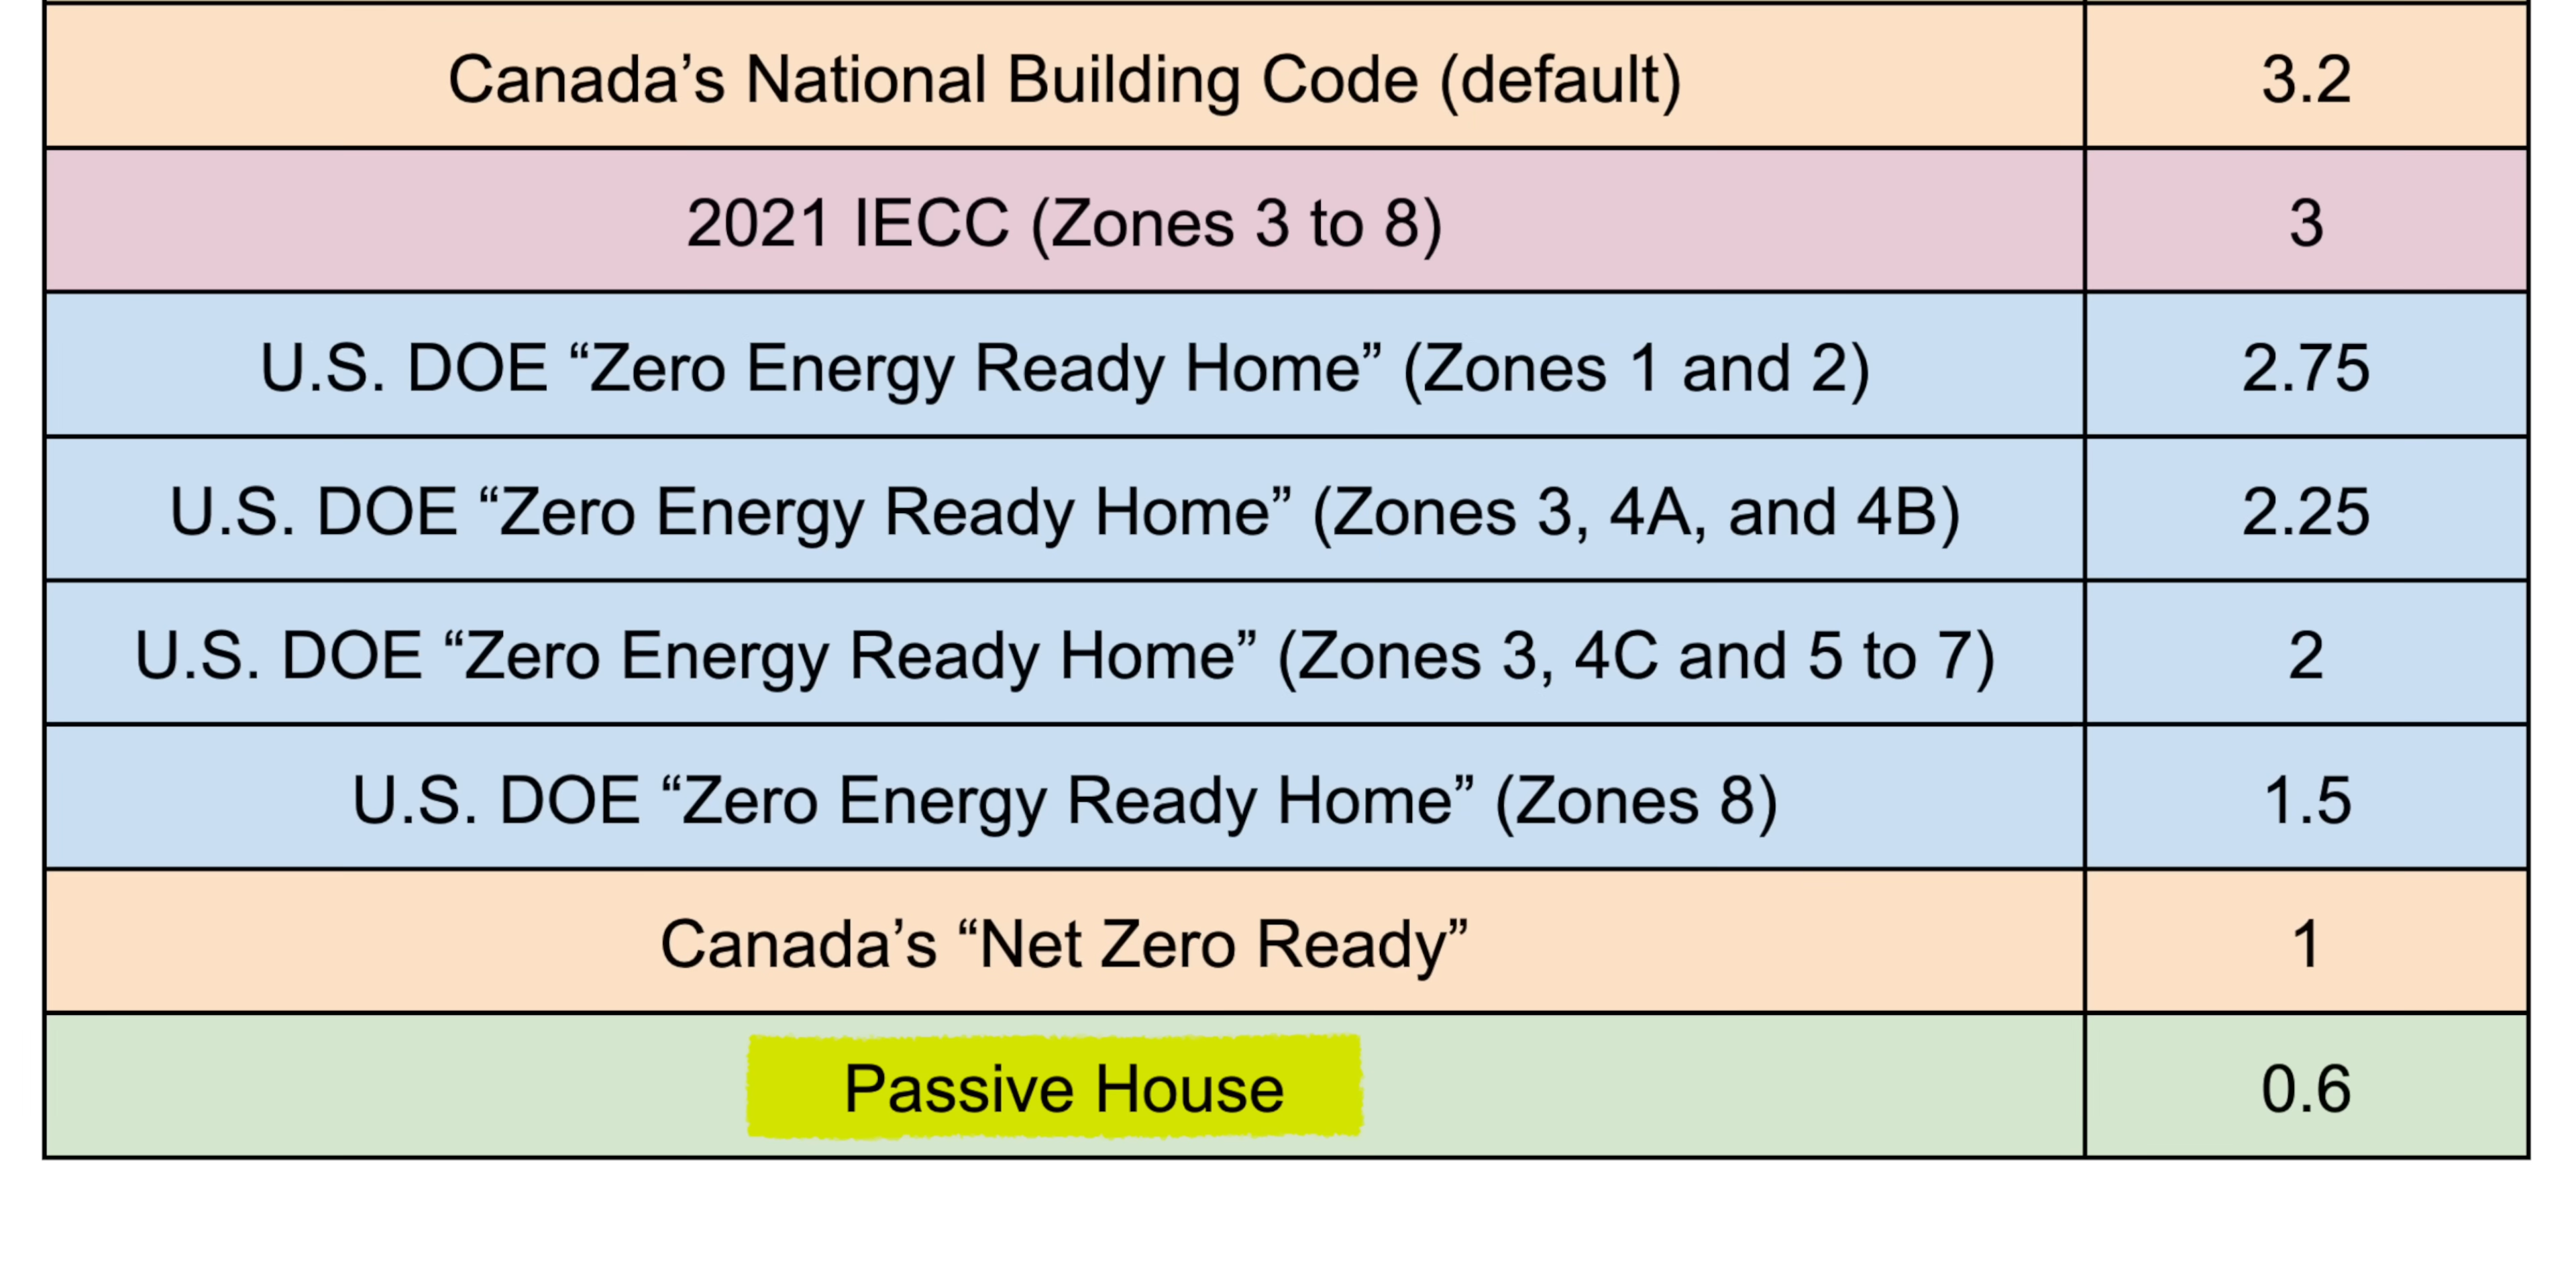 Canada’s National Building Code (default) 3.2
2021 IECC (Zones 3 to 8) 3
U.S. DOE “Zero Energy Ready Home” (Zones 1 and 2) 2.75
U.S. DOE “Zero Energy Ready Home” (Zones 3, 4A, and 4B) 2.25
U.S. DOE “Zero Energy Ready Home” (Zones 3, 4C and 5 to 7) 2
U.S. DOE “Zero Energy Ready Home” (Zones 8) 1.5
Canada’s “Net Zero Ready” 1
Passive House 0.6